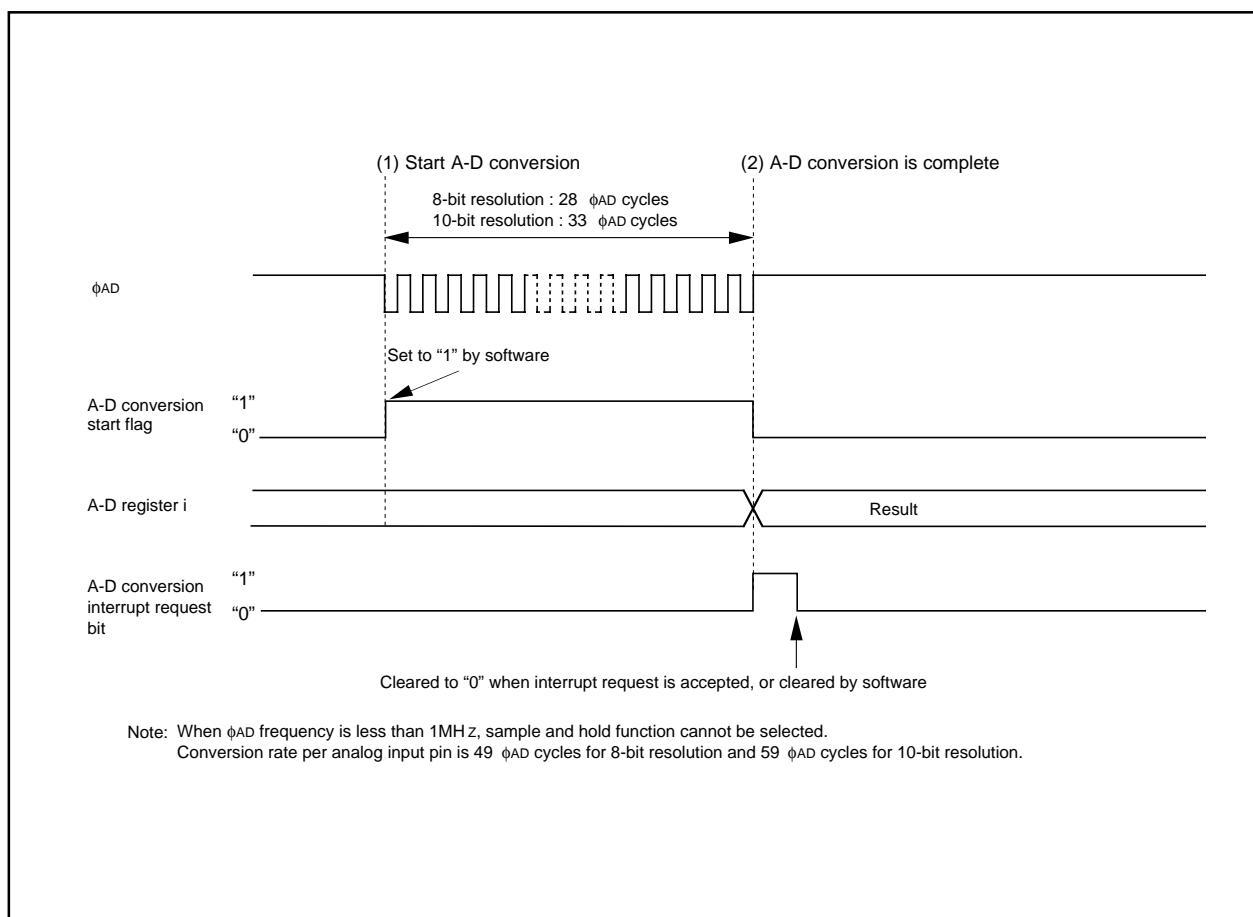 (1) Start A-D conversion
(2) A-D conversion is complete
8-bit resolution : 28 ϕAD cycles
10-bit resolution : 33 ϕAD cycles
ϕAD
Set to “1” by software
A-D conversion
start flag
“1”
“0”
A-D register i
Result
A-D conversion
interrupt request
bit
“1”
“0”
Cleared to “0” when interrupt request is accepted, or cleared by software
Note: When ϕAD frequency is less than 1MHZ, sample and hold function cannot be selected.
Conversion rate per analog input pin is 49 ϕAD cycles for 8-bit resolution and 59 ϕAD cycles for 10-bit resolution.